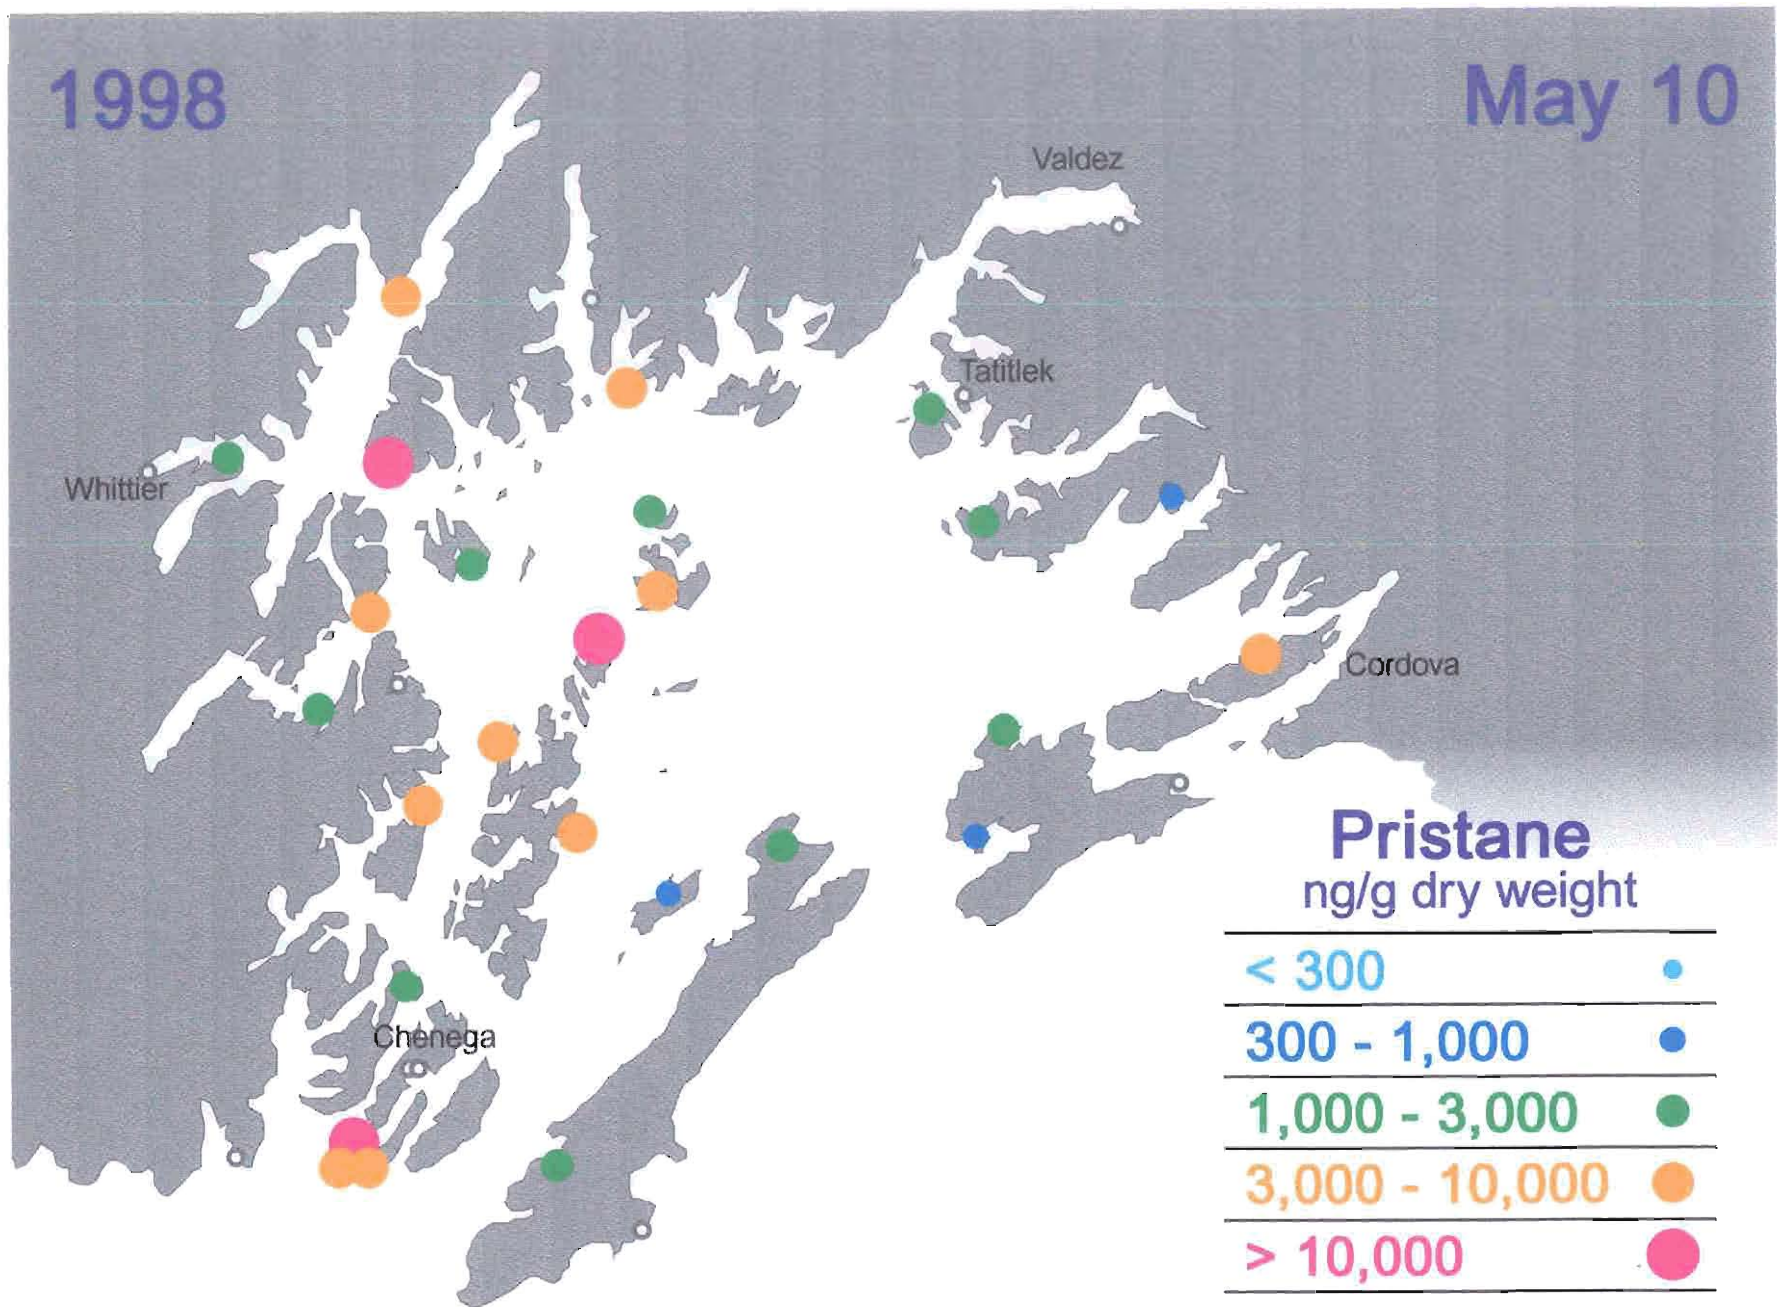 1998
May 10
Valdez
Tatitlek
Whittier
Cordova
Chenega
Pristane
ng/g dry weight
< 300
300 - 1,000
1,000 - 3,000
3,000 - 10,000
> 10,000